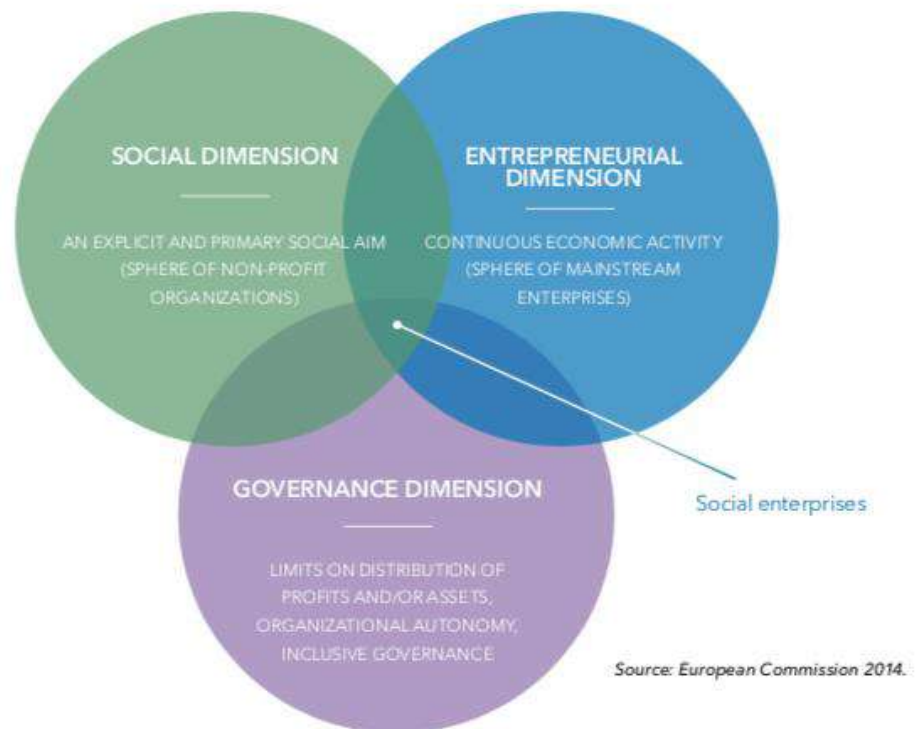 SOCIAL DIMENSION
AN EXPLICIT AND PRIMARY SOCIAL AIM
(SPHERE OF NON-PROFIT
ORGANIZATIONS)
ENTREPRENEURIAL
DIMENSION
CONTINUOUS ECONOMIC ACTIVITY
(SPHERE OF MAINSTREAM
ENTERPRISES)
GOVERNANCE DIMENSION
LIMITS ON DISTRIBUTION OF
PROFITS AND/OR ASSETS,
ORGANIZATIONAL AUTONOMY,
INCLUSIVE GOVERNANCE
Social enterprises
Source: European Commission 2014.